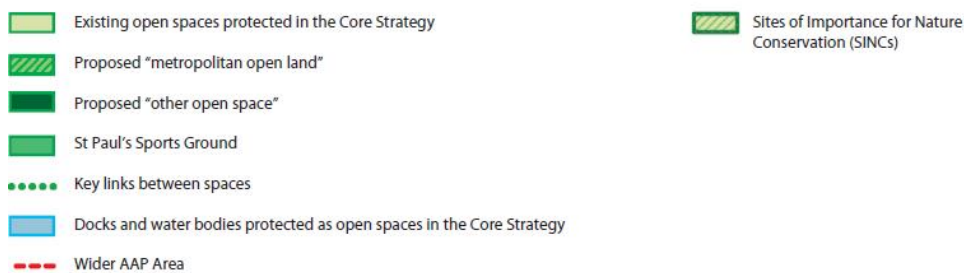 Existing open spaces protected in the Core Strategy
Proposed “metropolitan open land”
Proposed “other open space”
St Paul’s Sports Ground
Key links between spaces
Docks and water bodies protected as open spaces in the Core Strategy
Wider AAP Area
Sites of Importance for Nature
Conservation (SINCs)